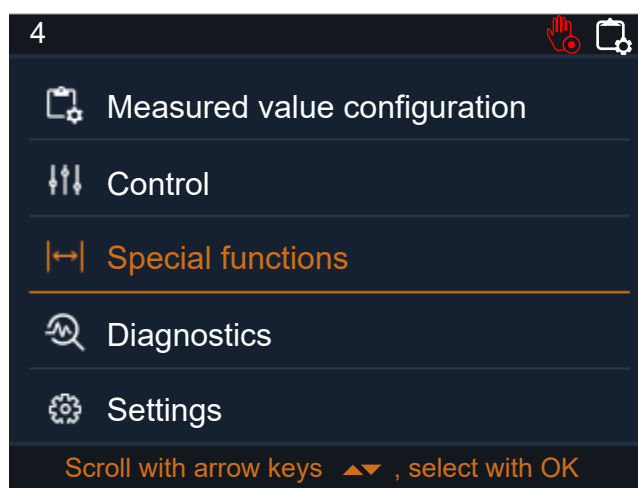 4
Measured value configuration
Control
Special functions
Diagnostics
Settings
Scroll with arrow keys ▲▼ , select with OK